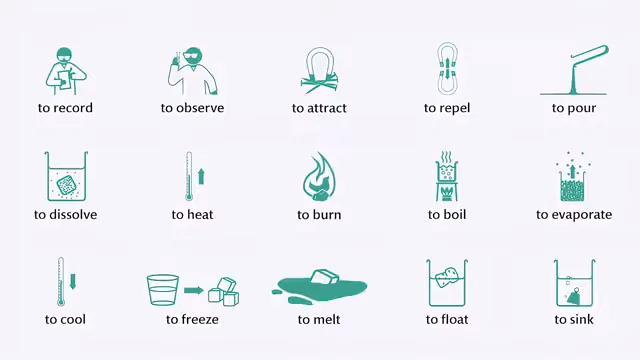 to record
to observe
to attract
to repel
to pour
to dissolve
to heat
to burn
to boil
to evaporate
to cool
to freeze
to melt
to float
to sink